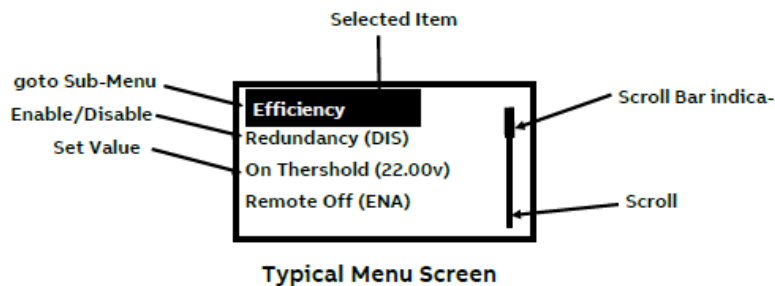 Selected Item
goto Sub-Menu
Enable/Disable
Set Value
Efficiency
Redundancy (DIS)
On Thershold (22.00v)
Remote Off (ENA)
Scroll Bar indica-
Scroll
Typical Menu Screen